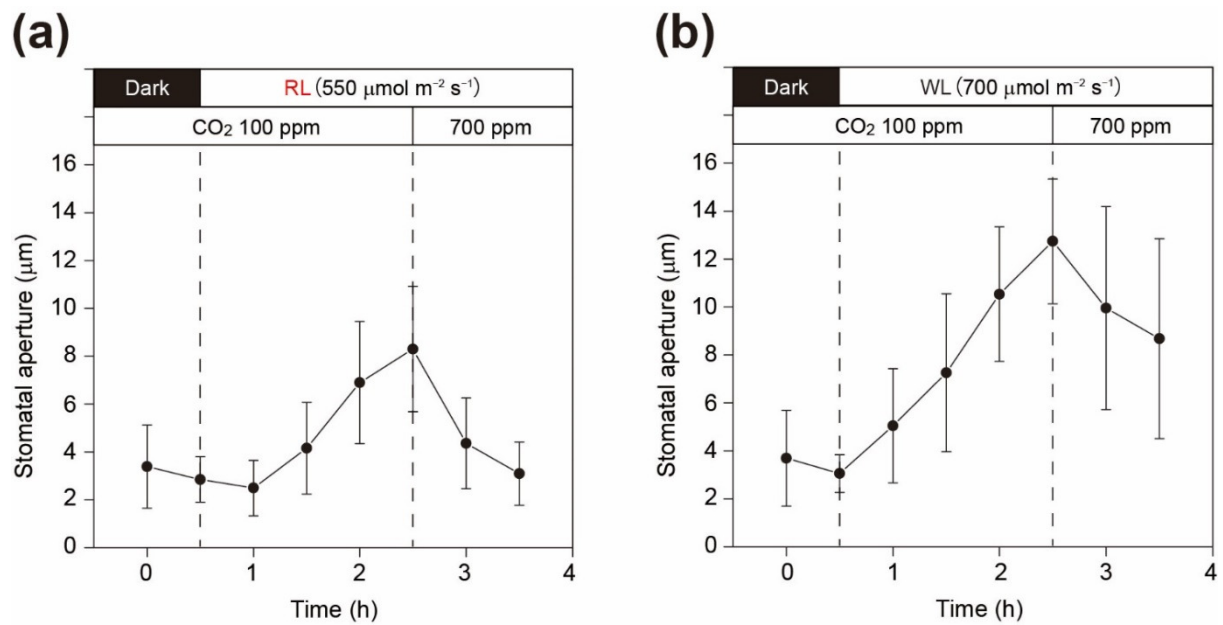 (a)
Dark RL (550 μmol m⁻² s⁻¹)
CO₂ 100 ppm 700 ppm
16
14
12
10
8
6
4
2
0
Stomatal aperture (μm)
0 1 2 3 4
Time (h)
(b)
Dark WL (700 μmol m⁻² s⁻¹)
CO₂ 100 ppm 700 ppm
16
14
12
10
8
6
4
2
0
Stomatal aperture (μm)
0 1 2 3 4
Time (h)